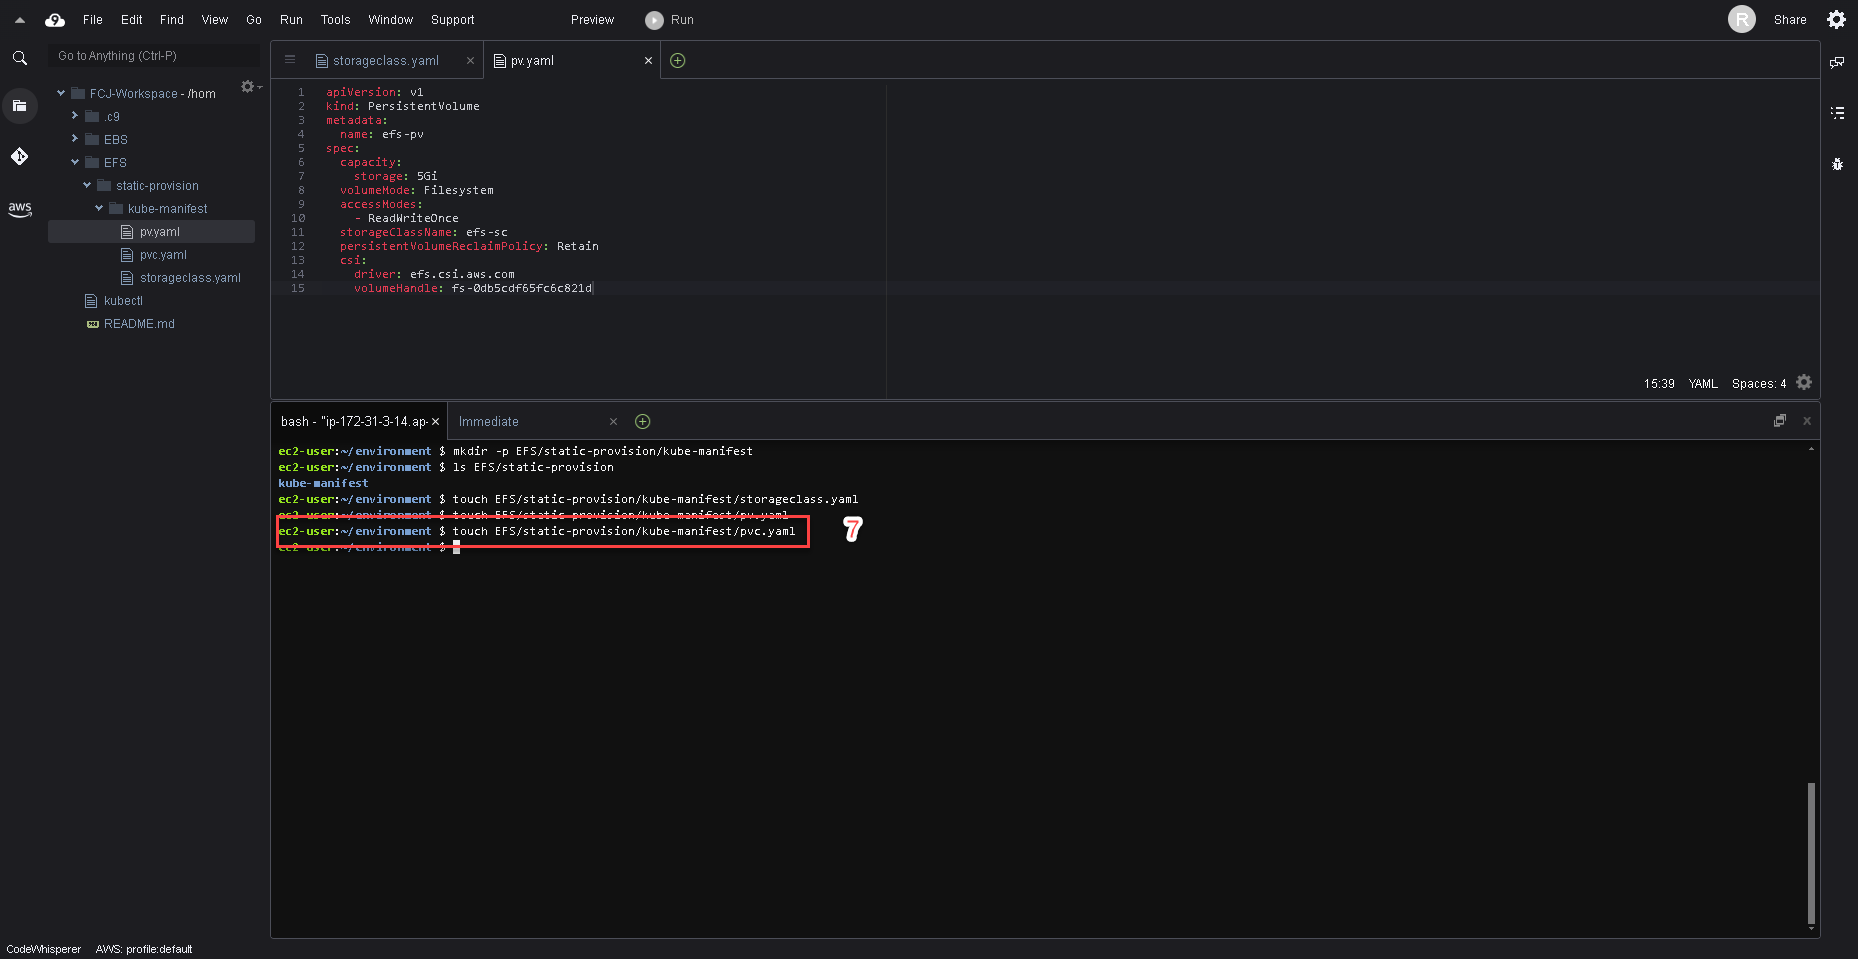 File Edit Find View Go Run Tools Window Support Preview Run R Share
Go to Anything (Ctrl-P)
FCJ-Workspace - /hom
.c9
EBS
EFS
static-provision
kube-manifest
pv.yaml
pvc.yaml
storageclass.yaml
kubectl
README.md
aws
storageclass.yaml
pv.yaml
1 apiVersion: v1
2 kind: PersistentVolume
3 metadata:
4 name: efs-pv
5 spec:
6 capacity:
7 storage: 5Gi
8 volumeMode: Filesystem
9 accessModes:
10 - ReadWriteOnce
11 storageClassName: efs-sc
12 persistentVolumeReclaimPolicy: Retain
13 csi:
14 driver: efs.csi.aws.com
15 volumeHandle: fs-0db5cdf65fc6c821d
15:39 YAML Spaces: 4
bash - "ip-172-31-3-14.ap- Immediate
ec2-user:~/environment $ mkdir -p EFS/static-provision/kube-manifest
ec2-user:~/environment $ ls EFS/static-provision
kube-manifest
ec2-user:~/environment $ touch EFS/static-provision/kube-manifest/storageclass.yaml
ec2-user:~/environment $ touch EFS/static-provision/kube-manifest/pv.yaml
ec2-user:~/environment $ touch EFS/static-provision/kube-manifest/pvc.yaml
ec2-user:~/environment $
7
CodeWhisperer AWS: profile:default